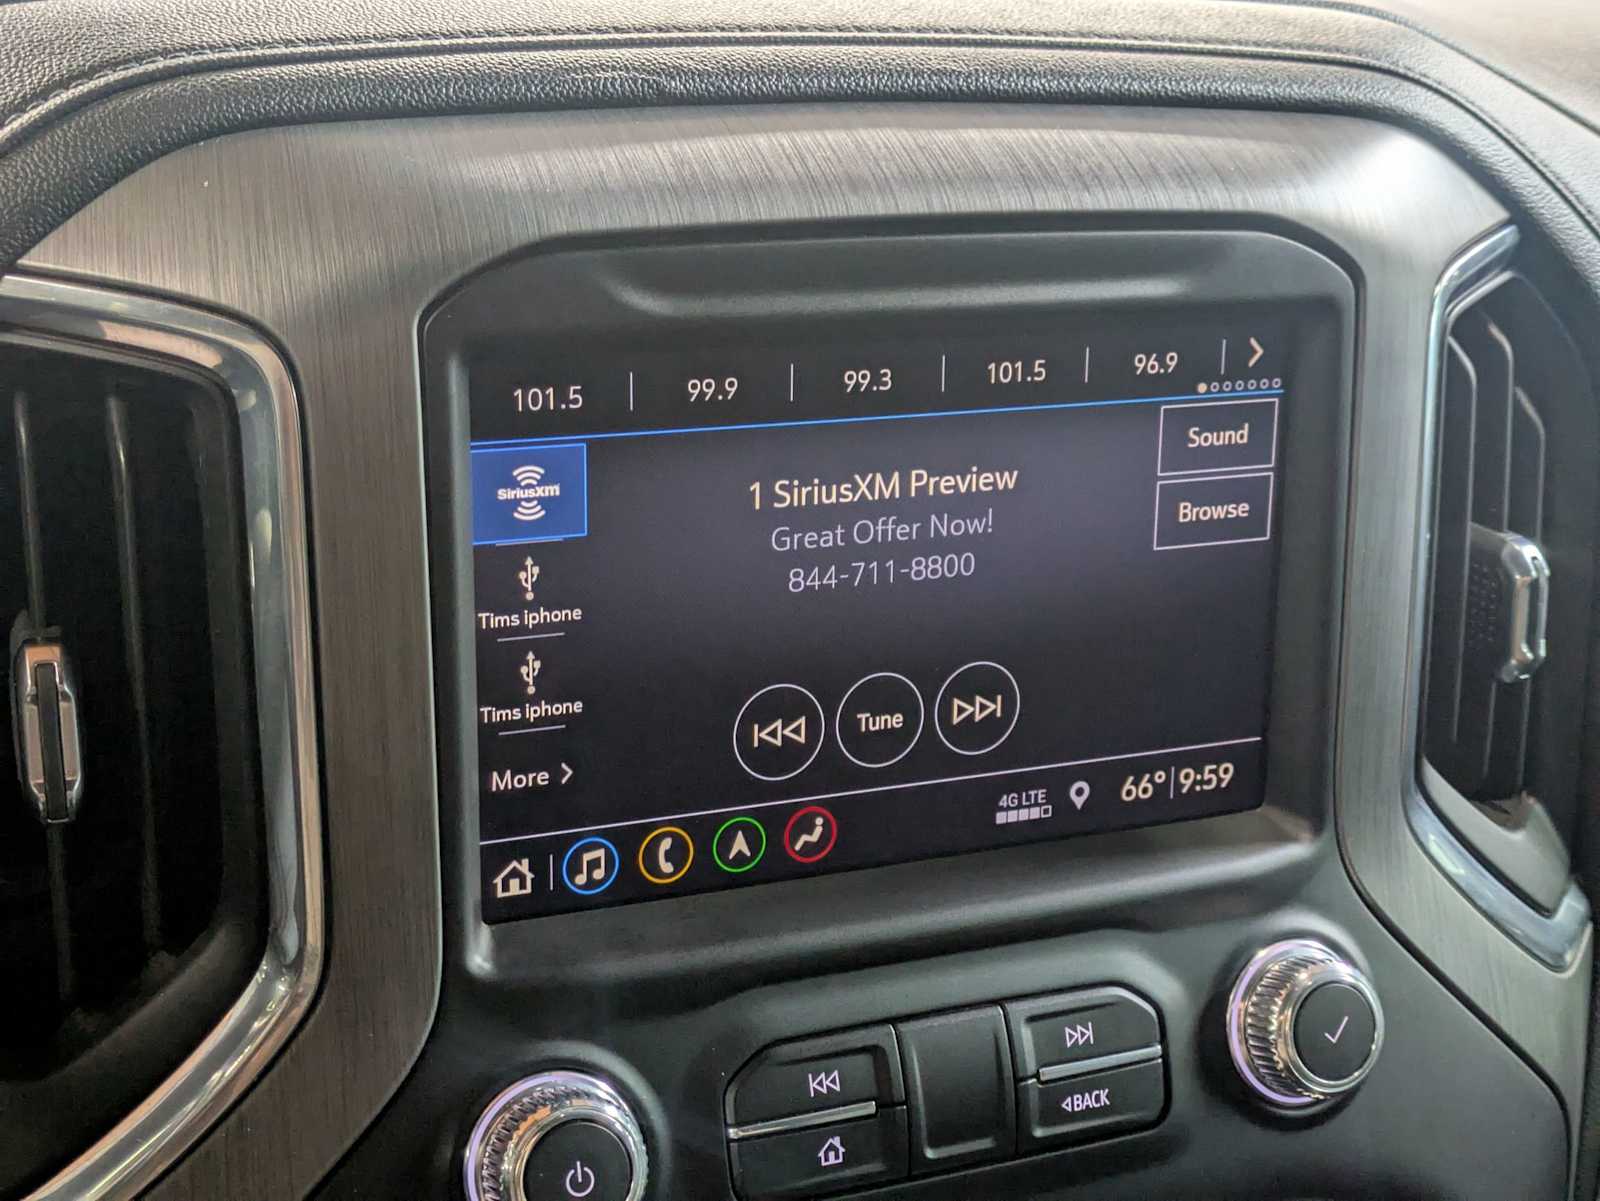 101.5 99.9 99.3 101.5 96.9
Sound
SiriusXM
1 SiriusXM Preview
Great Offer Now!
844-711-8800
Browse
Tims iphone
Tims iphone
Tune
More
4G LTE
66° 9:59
BACK